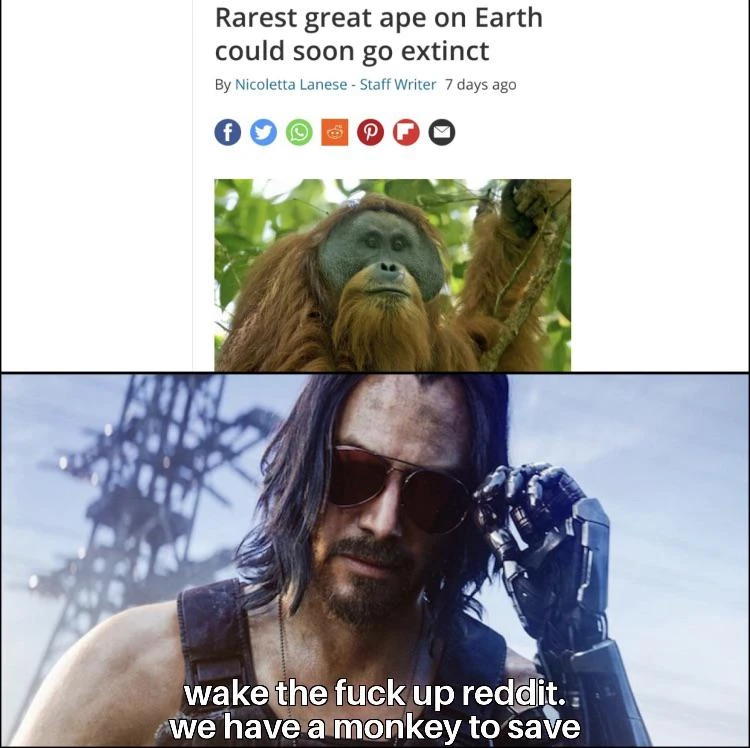 Rarest great ape on Earth
could soon go extinct
By Nicoletta Lanese - Staff Writer 7 days ago
wake the fuck up reddit.
we have a monkey to save